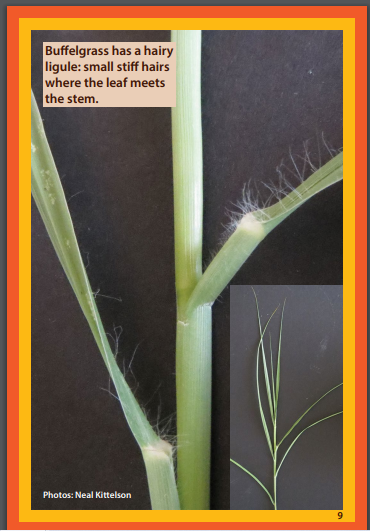 Buffelgrass has a hairy
ligule: small stiff hairs
where the leaf meets
the stem.
Photos: Neal Kittelson
9